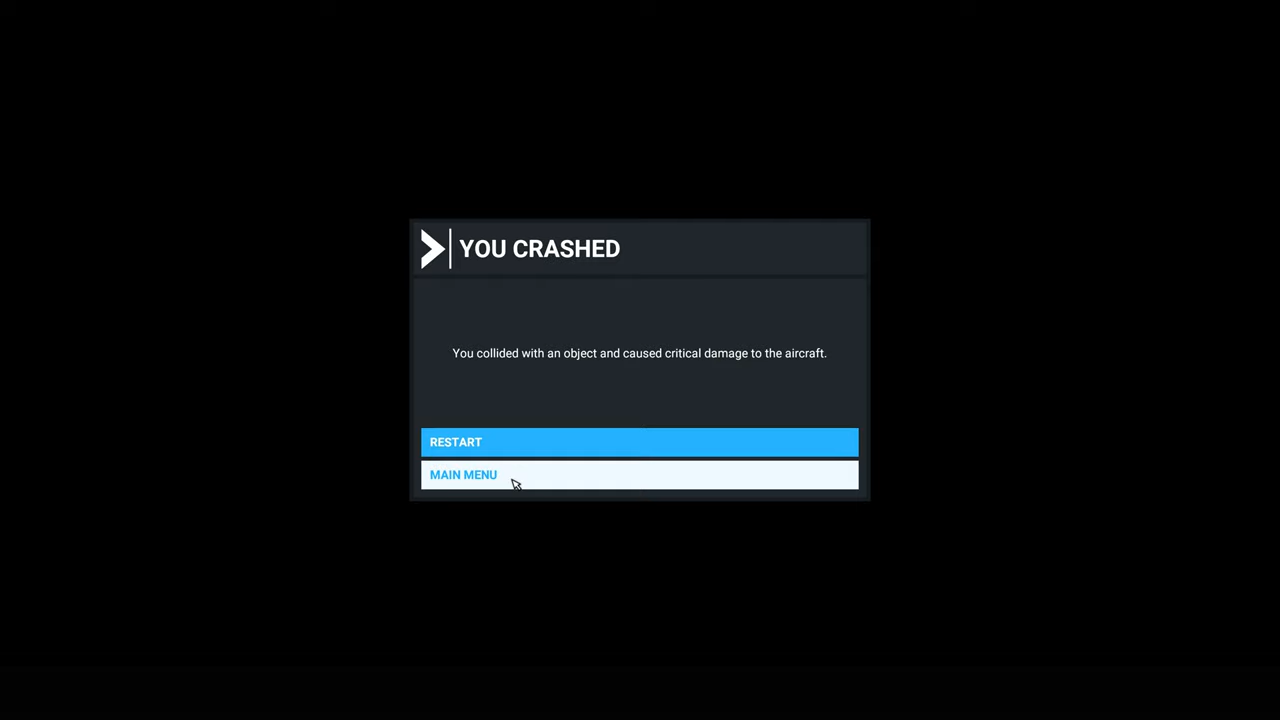 YOU CRASHED
You collided with an object and caused critical damage to the aircraft.
RESTART
MAIN MENU